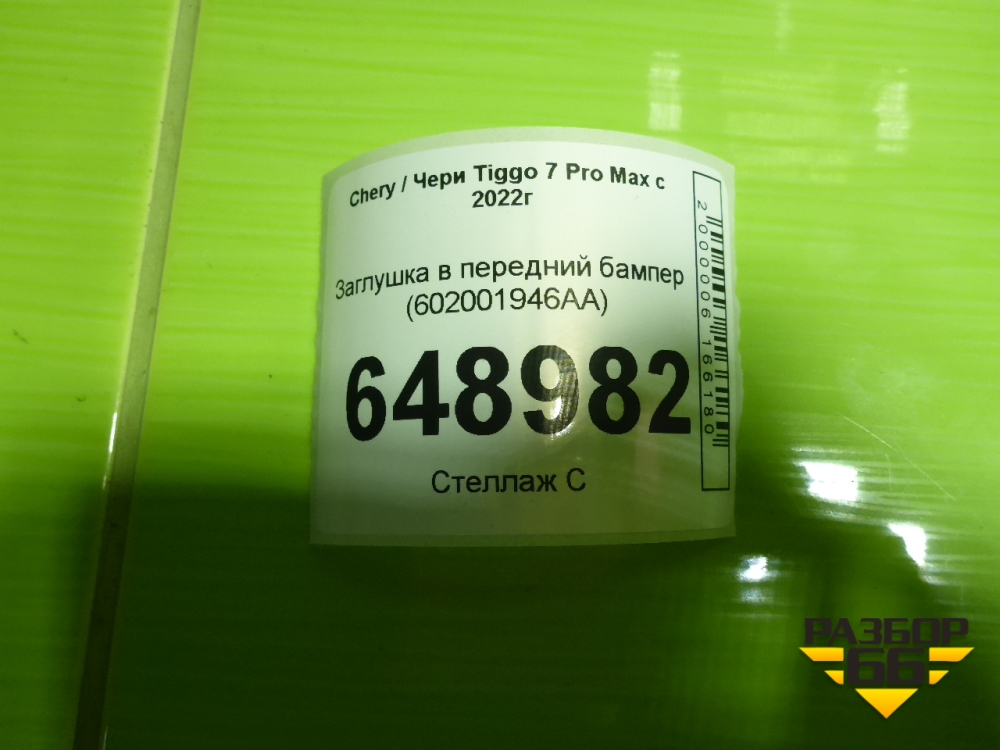 Chery / Чери Tiggo 7 Pro Max с
2022г
Заглушка в передний бампер
(602001946AA)
648982
Стеллаж С
2000006166180
РАЗБОР
66